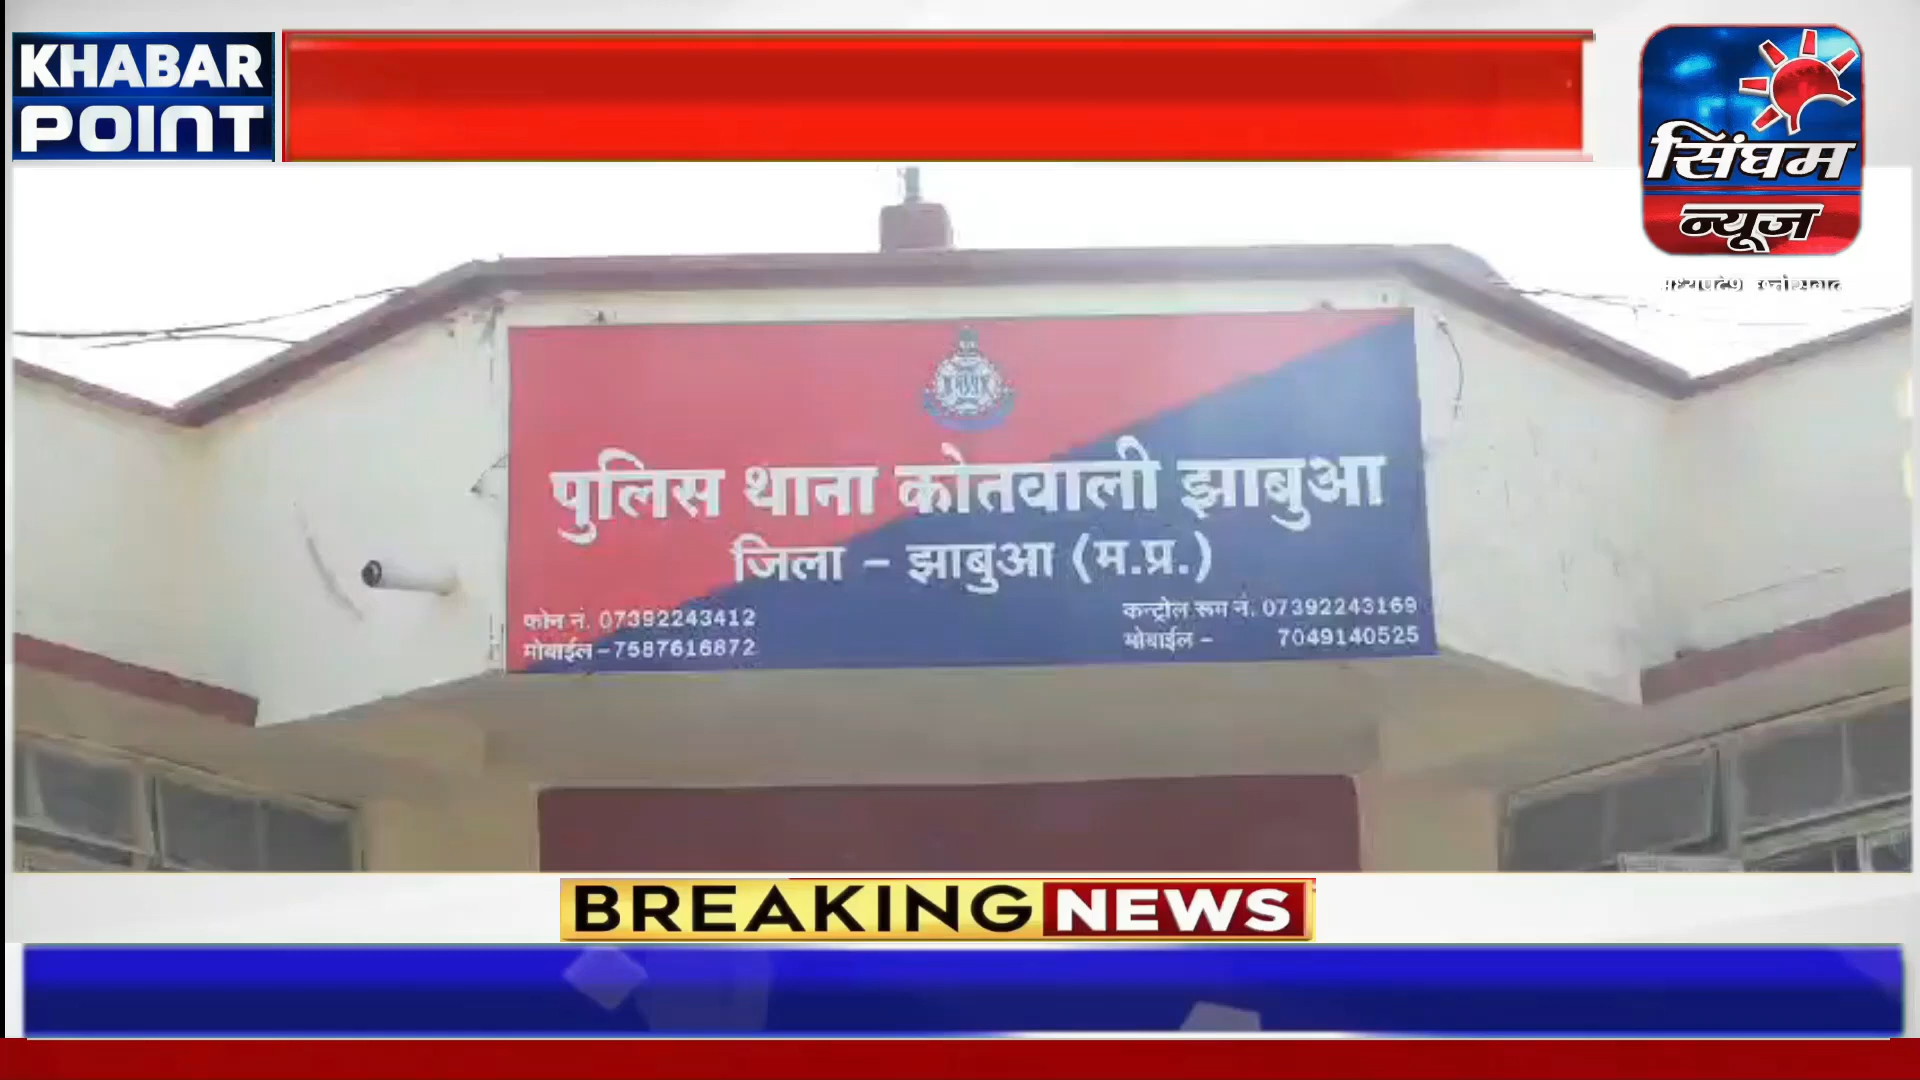 KHABAR
POINT
सिंघम
न्यूज
पुलिस थाना कोतवाली झाबुआ
जिला – झाबुआ (म.प्र.)
फोन नं. 07392243412
मोबाईल–7587616872
कन्ट्रोल रूम नं. 07392243169
मोबाईल – 7049140525
BREAKING NEWS